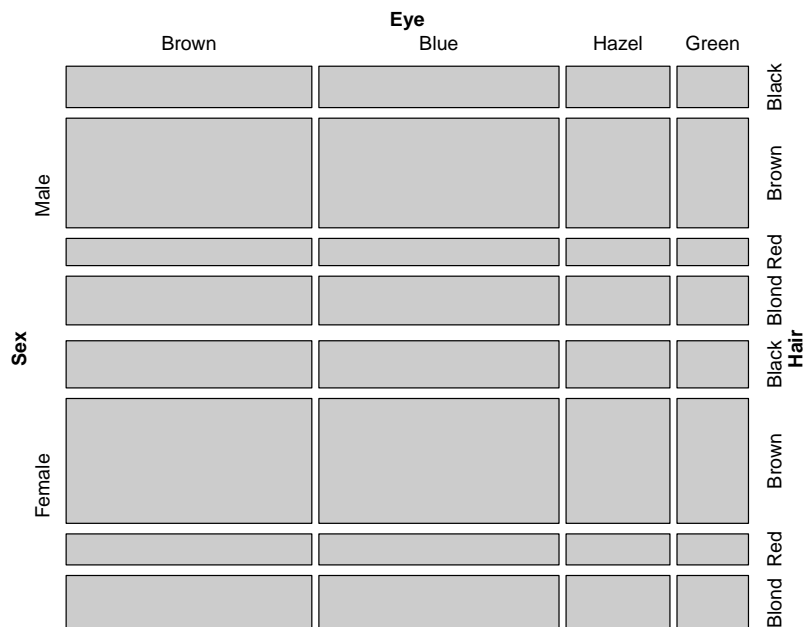 Eye
Brown Blue Hazel Green
Sex
Male
Female
Black
Brown
Red
Blond
Black
Brown
Red
Blond
Hair